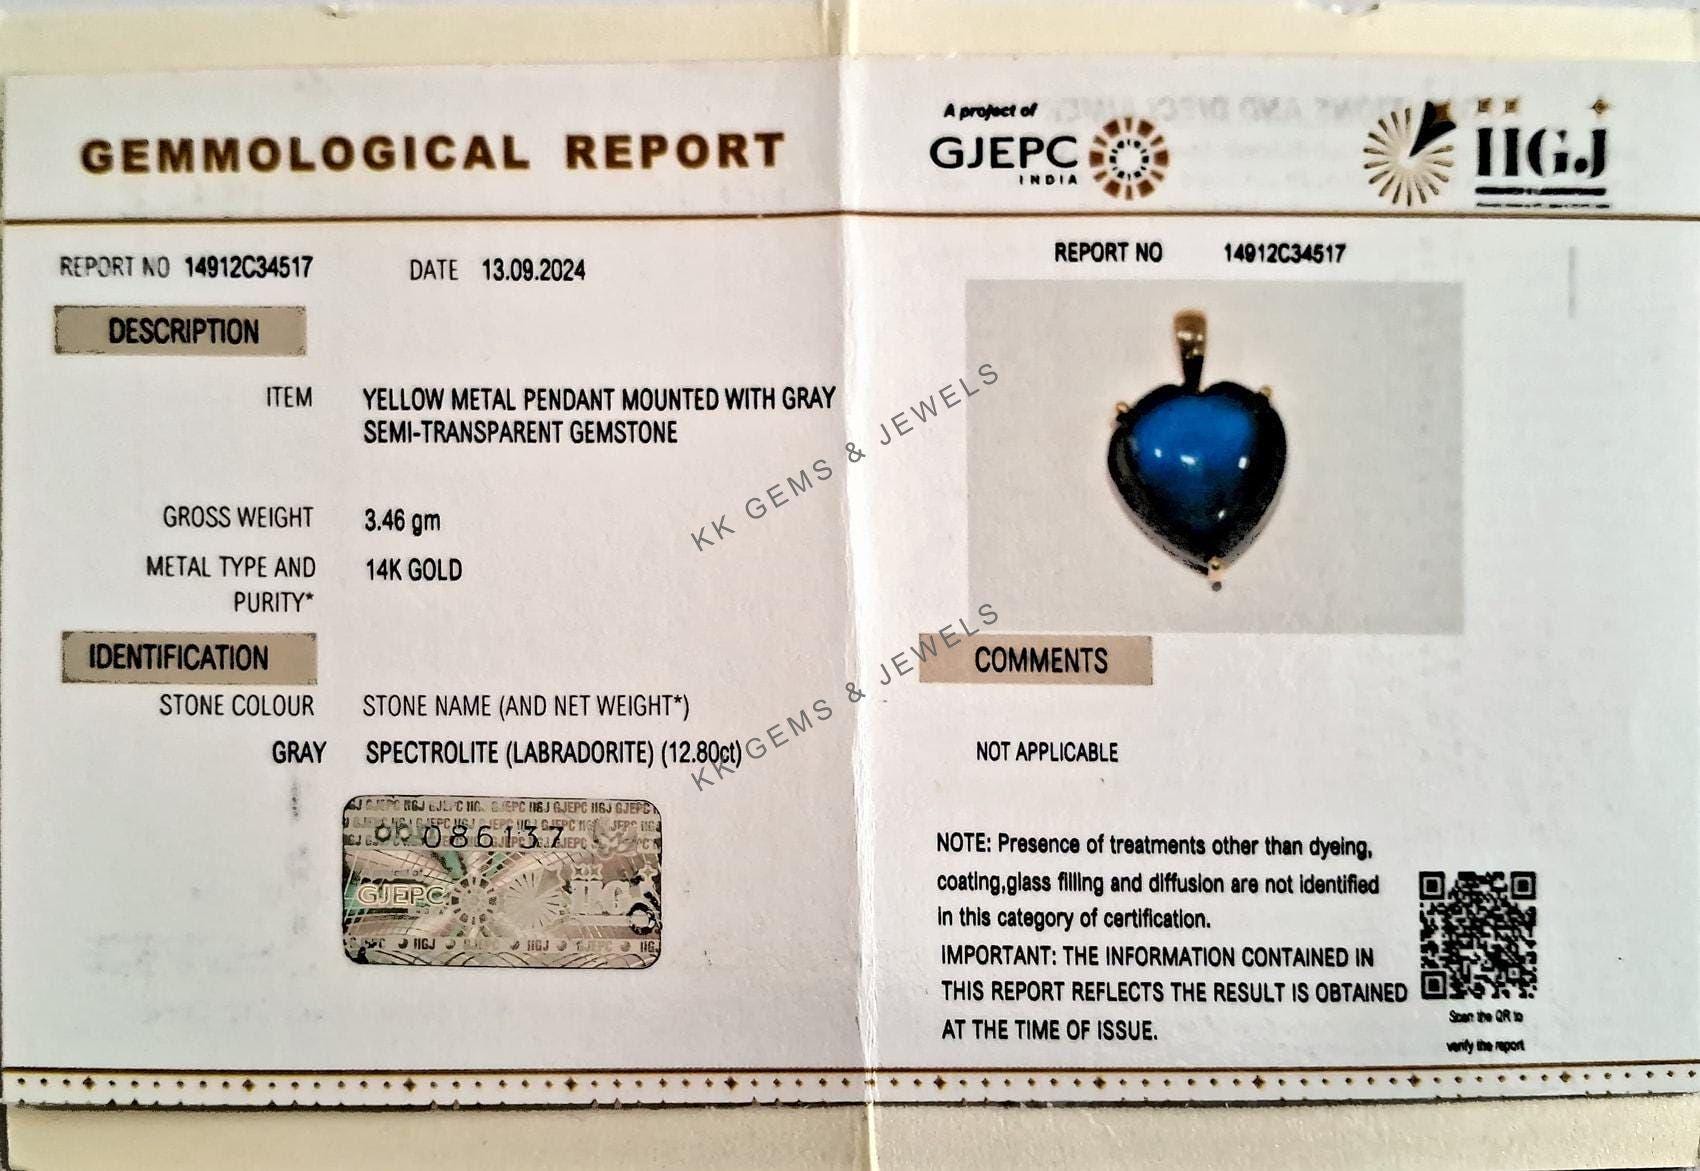 GEMMOLOGICAL REPORT
REPORT NO 14912C34517 DATE 13.09.2024
DESCRIPTION
ITEM YELLOW METAL PENDANT MOUNTED WITH GRAY
SEMI-TRANSPARENT GEMSTONE
GROSS WEIGHT 3.46 gm
METAL TYPE AND 14K GOLD
PURITY*
IDENTIFICATION
STONE COLOUR STONE NAME (AND NET WEIGHT*)
GRAY SPECTROLITE (LABRADORITE) (12.80ct)
086137
GJEPC IIGJ
A project of
GJEPC
INDIA
IIGJ
REPORT NO 14912C34517
COMMENTS
NOT APPLICABLE
NOTE: Presence of treatments other than dyeing,
coating,glass filling and diffusion are not identified
in this category of certification.
IMPORTANT: THE INFORMATION CONTAINED IN
THIS REPORT REFLECTS THE RESULT IS OBTAINED
AT THE TIME OF ISSUE.
Scan the QR to
verify the report
KK GEMS & JEWELS
KK GEMS & JEWELS